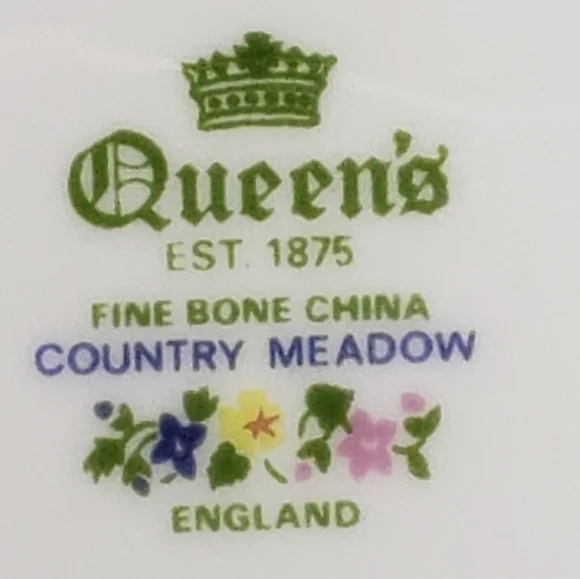 Queen's
EST. 1875
FINE BONE CHINA
COUNTRY MEADOW
ENGLAND